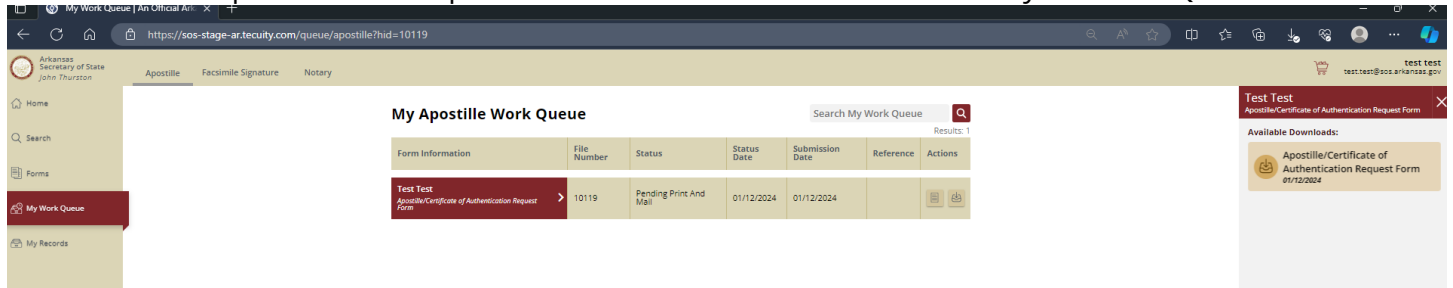 My Work Queue | An Official Ark
https://sos-stage-ar.tecuity.com/queue/apostille?hid=10119
Arkansas
Secretary of State
John Thurston
Apostille Facsimile Signature Notary
test test
test.test@sos.arkansas.gov
Home
Search
Forms
My Work Queue
My Records
My Apostille Work Queue
Search My Work Queue
Results: 1
Form Information File Number Status Status Date Submission Date Reference Actions
Test Test
Apostille/Certificate of Authentication Request
Form
10119
Pending Print And
Mail
01/12/2024
01/12/2024
Test Test
Apostille/Certificate of Authentication Request Form
Available Downloads:
Apostille/Certificate of
Authentication Request Form
01/12/2024